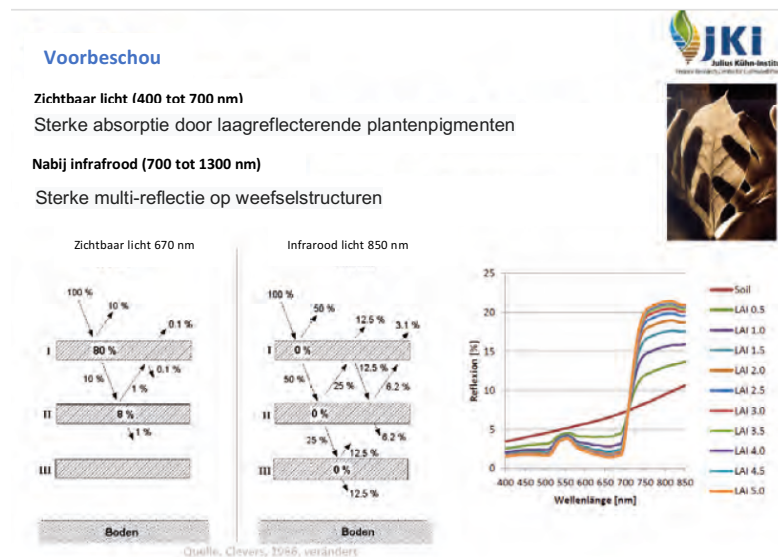 Voorbeschou
JKI
Julius Kühn-Institut
Zichtbaar licht (400 tot 700 nm)
Sterke absorptie door laagreflecterende plantenpigmenten
Nabij infrafrood (700 tot 1300 nm)
Sterke multi-reflectie op weefselstructuren
Zichtbaar licht 670 nm
100 %
10 %
0.1 %
I
80 %
10 %
1 %
0.1 %
II
8 %
1 %
III
Boden
Infrarood licht 850 nm
100 %
50 %
12.5 %
3.1 %
I
0 %
50 %
25 %
12.5 %
6.2 %
II
0 %
25 %
12.5 %
6.2 %
III
0 %
12.5 %
Boden
Quelle, Clevers, 1986, verändert
Reflexion [%]
25
20
15
10
5
0
400 450 500 550 600 650 700 750 800 850
Wellenlänge [nm]
Soil
LAI 0.5
LAI 1.0
LAI 1.5
LAI 2.0
LAI 2.5
LAI 3.0
LAI 3.5
LAI 4.0
LAI 4.5
LAI 5.0